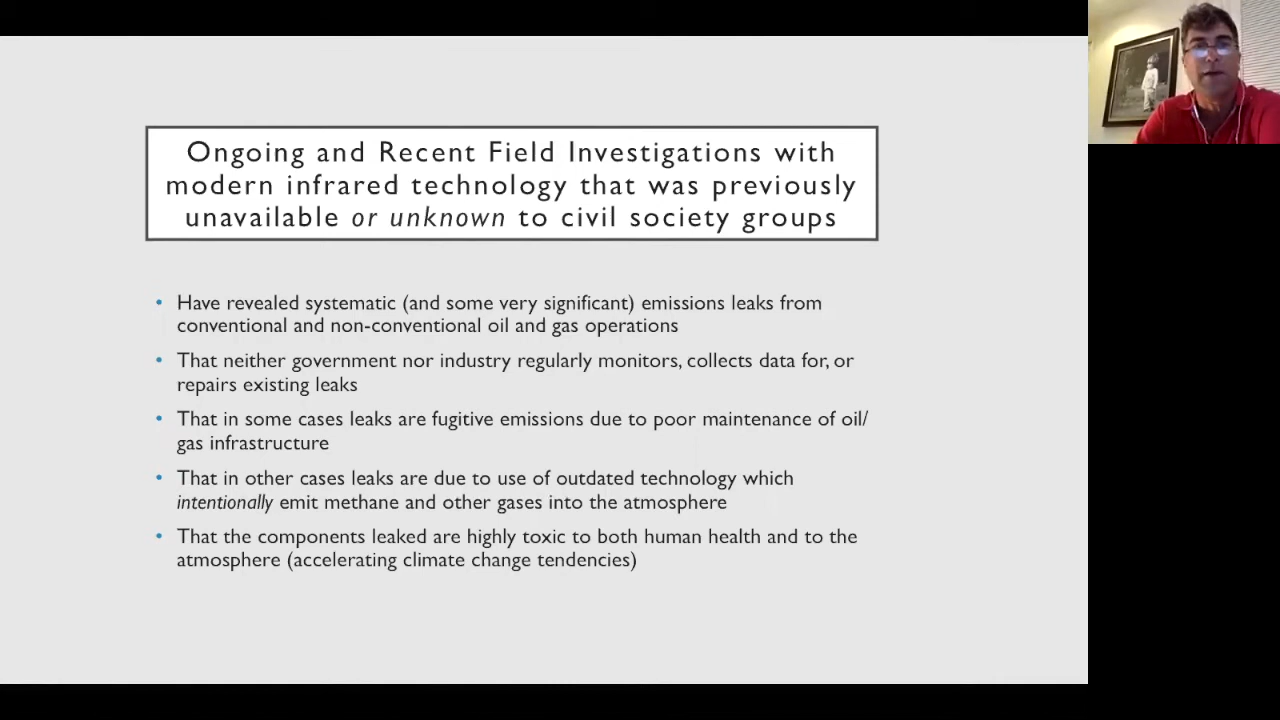 Ongoing and Recent Field Investigations with
modern infrared technology that was previously
unavailable or unknown to civil society groups
• Have revealed systematic (and some very significant) emissions leaks from
conventional and non-conventional oil and gas operations
• That neither government nor industry regularly monitors, collects data for, or
repairs existing leaks
• That in some cases leaks are fugitive emissions due to poor maintenance of oil/
gas infrastructure
• That in other cases leaks are due to use of outdated technology which
intentionally emit methane and other gases into the atmosphere
• That the components leaked are highly toxic to both human health and to the
atmosphere (accelerating climate change tendencies)